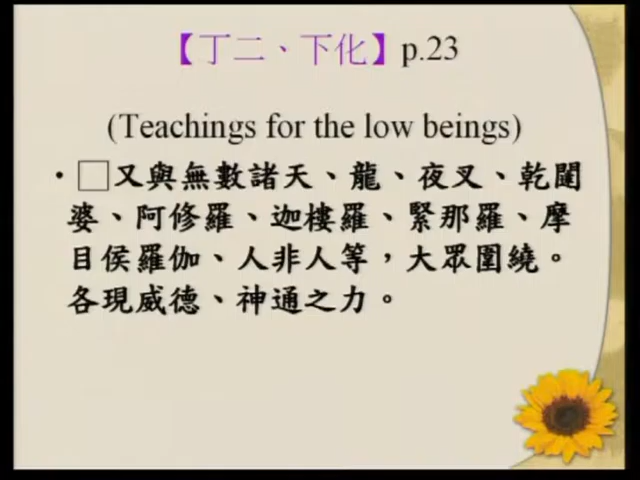 【丁二、下化】p.23
(Teachings for the low beings)
•□又與無數諸天、龍、夜叉、乾闥
婆、阿修羅、迦樓羅、緊那羅、摩
目侯羅伽、人非人等，大眾圍繞。
各現威德、神通之力。